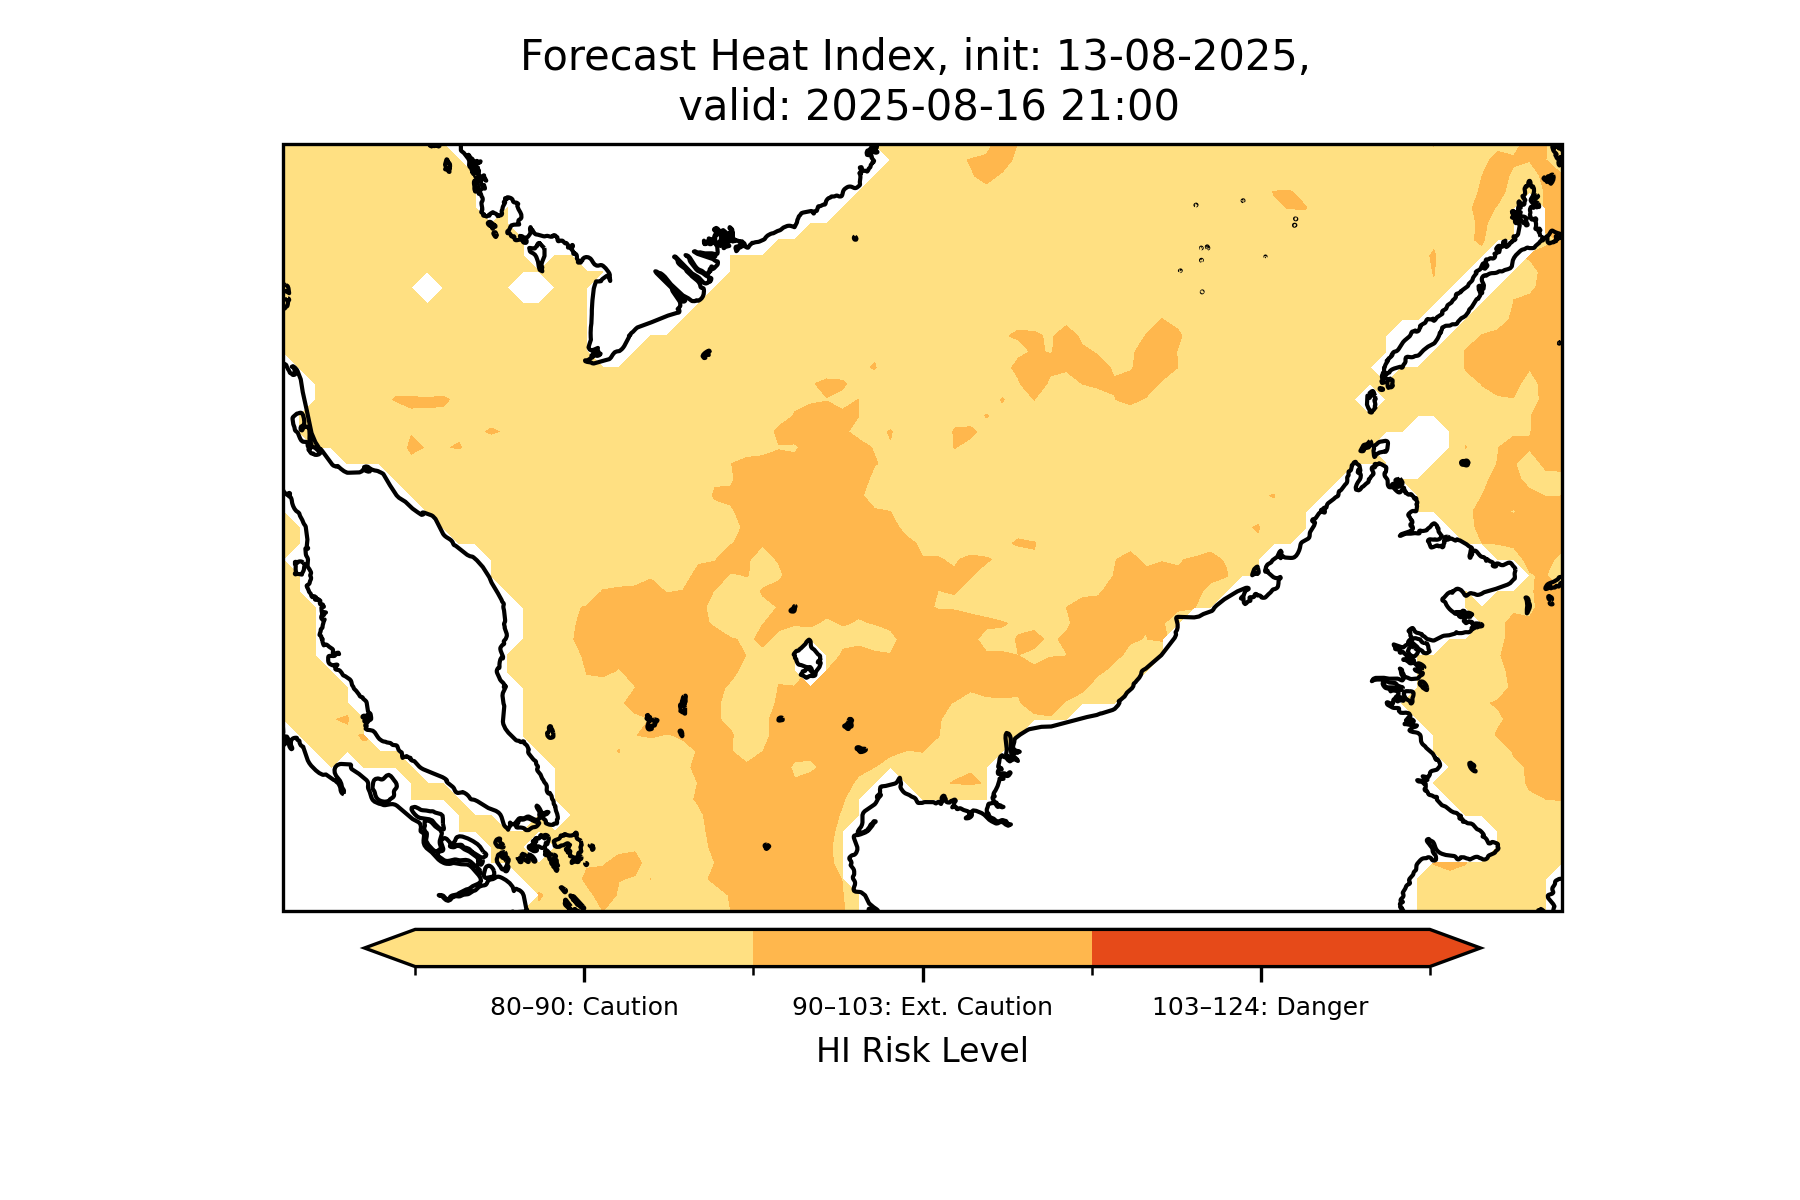 Forecast Heat Index, init: 13-08-2025,
valid: 2025-08-16 21:00
80–90: Caution
90–103: Ext. Caution
103–124: Danger
HI Risk Level